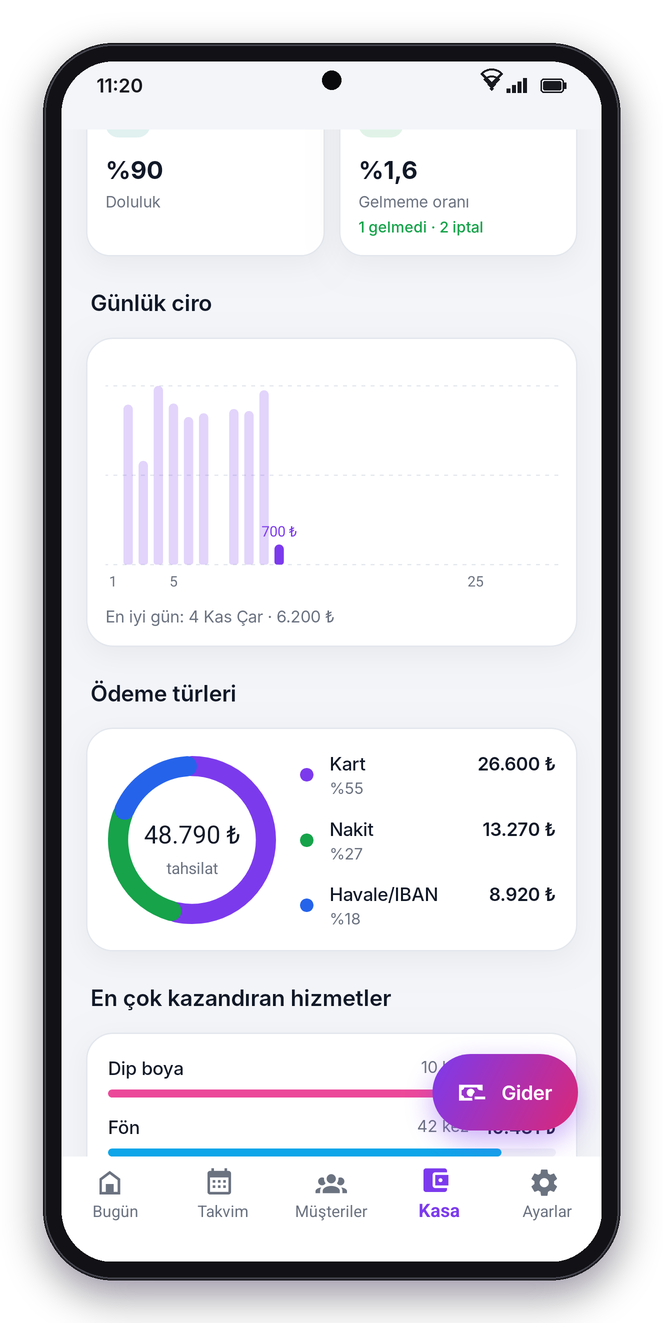 11:20
%90
Doluluk
%1,6
Gelmeme oranı
1 gelmedi · 2 iptal
Günlük ciro
700 ₺
1 5 25
En iyi gün: 4 Kas Çar · 6.200 ₺
Ödeme türleri
48.790 ₺
tahsilat
Kart 26.600 ₺
%55
Nakit 13.270 ₺
%27
Havale/IBAN 8.920 ₺
%18
En çok kazandıran hizmetler
Dip boya 10
Gider
Fön 42
Bugün Takvim Müşteriler Kasa Ayarlar